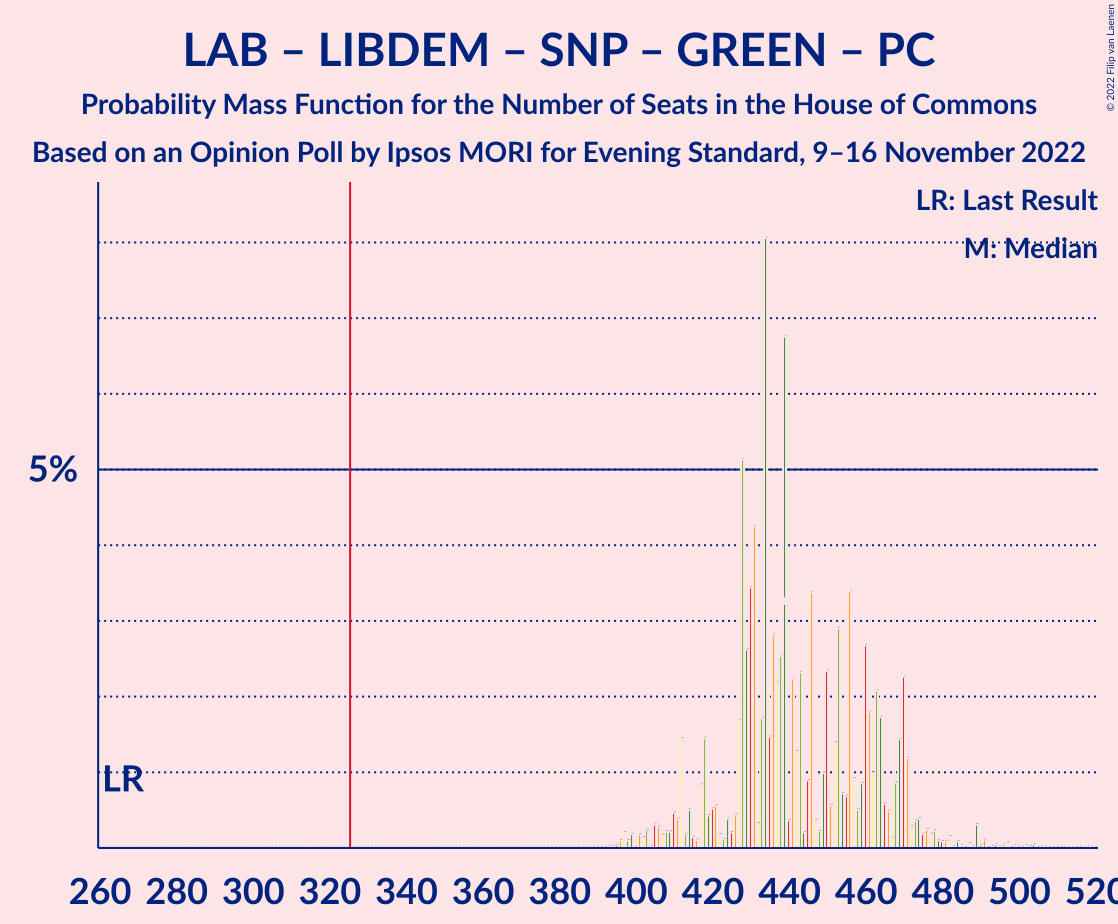 LAB – LIBDEM – SNP – GREEN – PC
Probability Mass Function for the Number of Seats in the House of Commons
Based on an Opinion Poll by Ipsos MORI for Evening Standard, 9–16 November 2022
© 2022 Filip van Laenen
LR: Last Result
M: Median
5%
LR
260 280 300 320 340 360 380 400 420 440 460 480 500 520